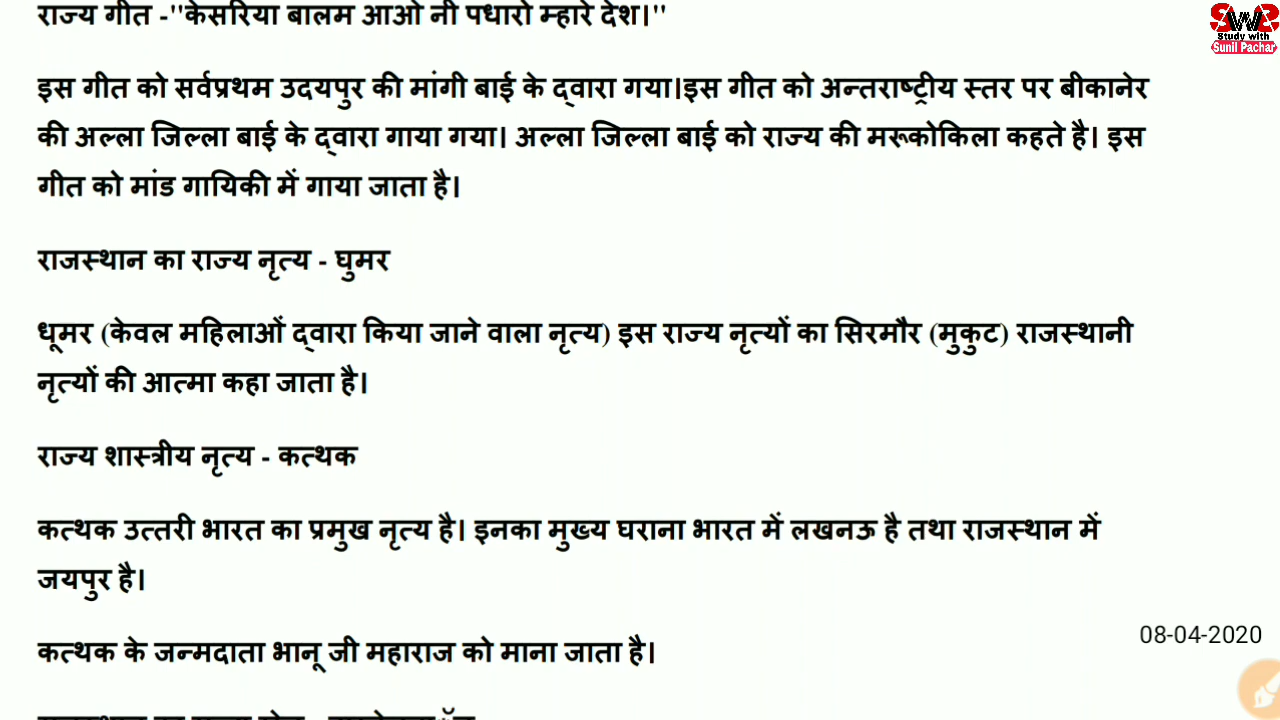 राज्य गीत -"केसरिया बालम आओ नी पधारो म्हारे देश।"
SWS
Study with
Sunil Pachar
इस गीत को सर्वप्रथम उदयपुर की मांगी बाई के द्वारा गया।इस गीत को अन्तराष्ट्रीय स्तर पर बीकानेर
की अल्ला जिल्ला बाई के द्वारा गाया गया। अल्ला जिल्ला बाई को राज्य की मरूकोकिला कहते है। इस
गीत को मांड गायिकी में गाया जाता है।
राजस्थान का राज्य नृत्य - घुमर
धूमर (केवल महिलाओं द्वारा किया जाने वाला नृत्य) इस राज्य नृत्यों का सिरमौर (मुकुट) राजस्थानी
नृत्यों की आत्मा कहा जाता है।
राज्य शास्त्रीय नृत्य - कत्थक
कत्थक उत्तरी भारत का प्रमुख नृत्य है। इनका मुख्य घराना भारत में लखनऊ है तथा राजस्थान में
जयपुर है।
08-04-2020
कत्थक के जन्मदाता भानू जी महाराज को माना जाता है।